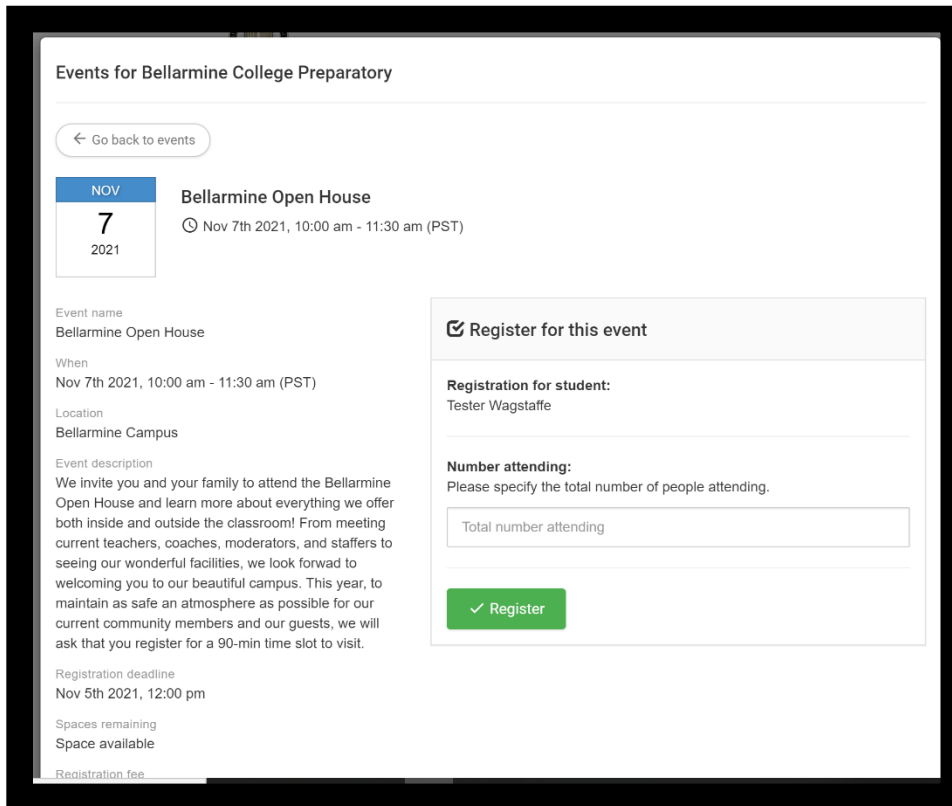 Events for Bellarmine College Preparatory
Go back to events
NOV
7
2021
Bellarmine Open House
Nov 7th 2021, 10:00 am - 11:30 am (PST)
Event name
Bellarmine Open House
When
Nov 7th 2021, 10:00 am - 11:30 am (PST)
Location
Bellarmine Campus
Event description
We invite you and your family to attend the Bellarmine
Open House and learn more about everything we offer
both inside and outside the classroom! From meeting
current teachers, coaches, moderators, and staffers to
seeing our wonderful facilities, we look forwad to
welcoming you to our beautiful campus. This year, to
maintain as safe an atmosphere as possible for our
current community members and our guests, we will
ask that you register for a 90-min time slot to visit.
Registration deadline
Nov 5th 2021, 12:00 pm
Spaces remaining
Space available
Registration fee
Register for this event
Registration for student:
Tester Wagstaffe
Number attending:
Please specify the total number of people attending.
Total number attending
Register